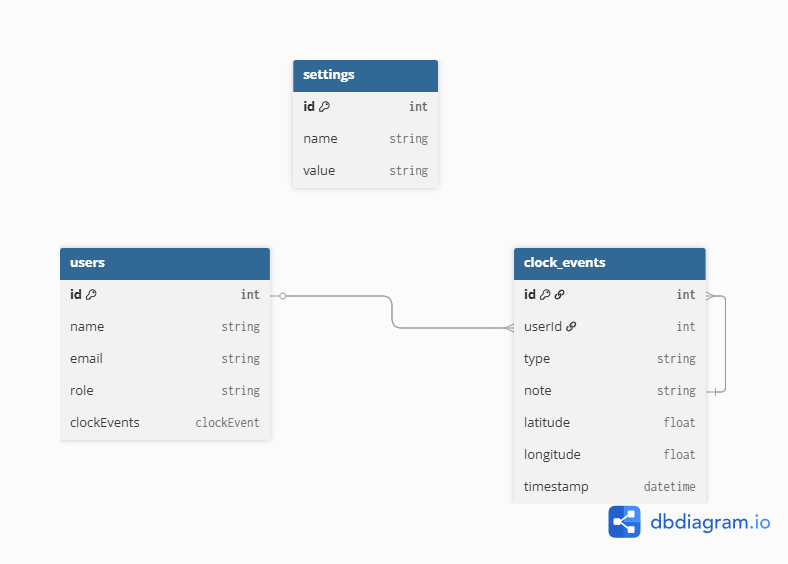 settings
id int
name string
value string
users
id int
name string
email string
role string
clockEvents clockEvent
clock_events
id int
userId int
type string
note string
latitude float
longitude float
timestamp datetime
dbdiagram.io